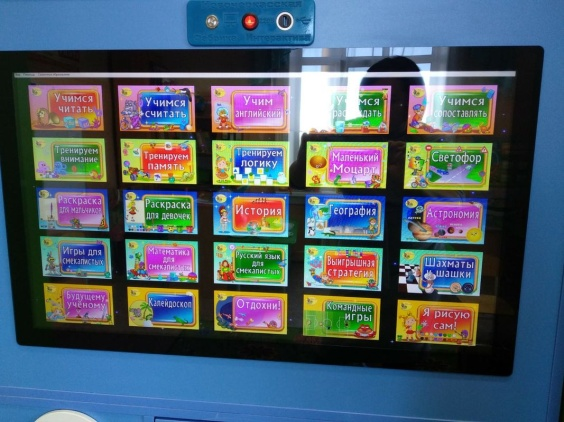 Учимся
читать
Учимся
считать
Учим
английский
Учимся
рассуждать
Учимся
сопоставлять
Тренируем
внимание
Тренируем
память
Тренируем
логику
Маленький
Моцарт
Светофор
Раскраска
для мальчиков
Раскраска
для девочек
История
География
Астрономия
Игры для
смекалистых
Математика
для
смекалистых
Русский язык
для
смекалистых
Выигрышная
стратегия
Шахматы
шашки
Будущему
учёному
Калейдоскоп
Отдохни!
Командные
игры
Я рисую
сам!